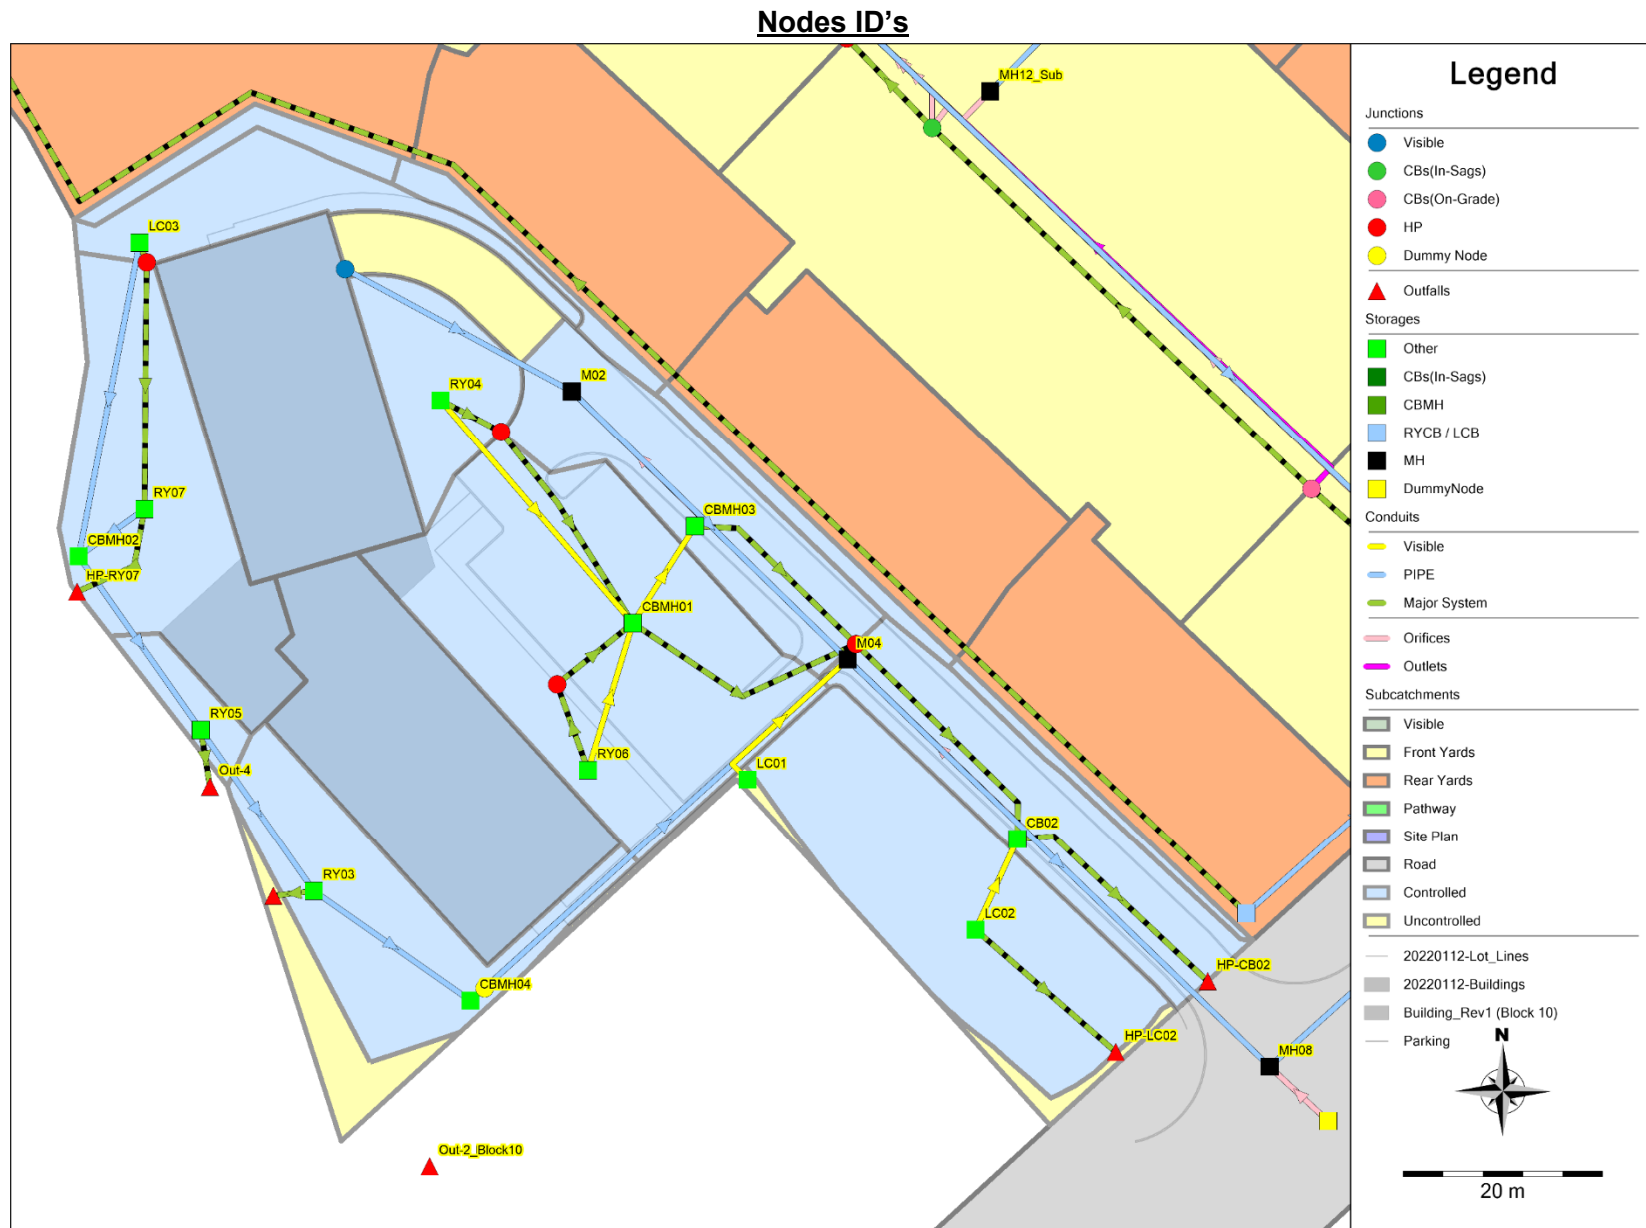 Nodes ID's
MH12_Sub
LC03
RY04
M02
RY07
CBMH03
CBMH02
HP-RY07
CBMH01
M04
RY05
RY06
LC01
Out-4
CB02
RY03
LC02
CBMH04
HP-CB02
HP-LC02
MH08
Out-2_Block10
Legend
Junctions
Visible
CBs(In-Sags)
CBs(On-Grade)
HP
Dummy Node
Outfalls
Storages
Other
CBs(In-Sags)
CBMH
RYCB / LCB
MH
DummyNode
Conduits
Visible
PIPE
Major System
Orifices
Outlets
Subcatchments
Visible
Front Yards
Rear Yards
Pathway
Site Plan
Road
Controlled
Uncontrolled
20220112-Lot_Lines
20220112-Buildings
Building_Rev1 (Block 10)
Parking
N
20 m